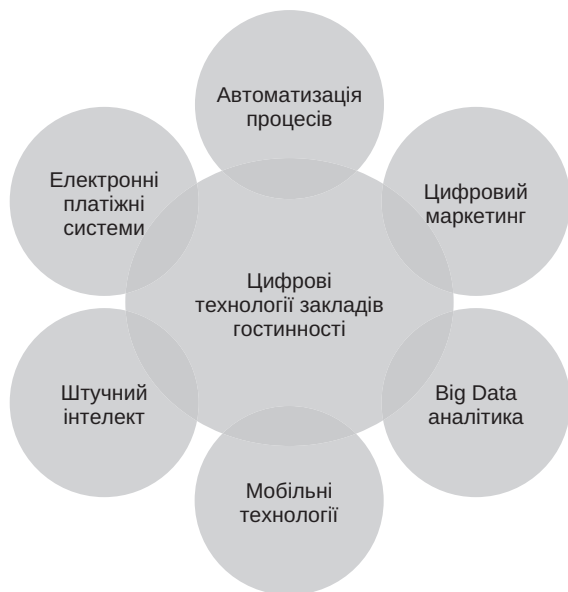 Автоматизація
процесів
Електронні
платіжні
системи
Цифровий
маркетинг
Цифрові
технології закладів
гостинності
Штучний
інтелект
Big Data
аналітика
Мобільні
технології